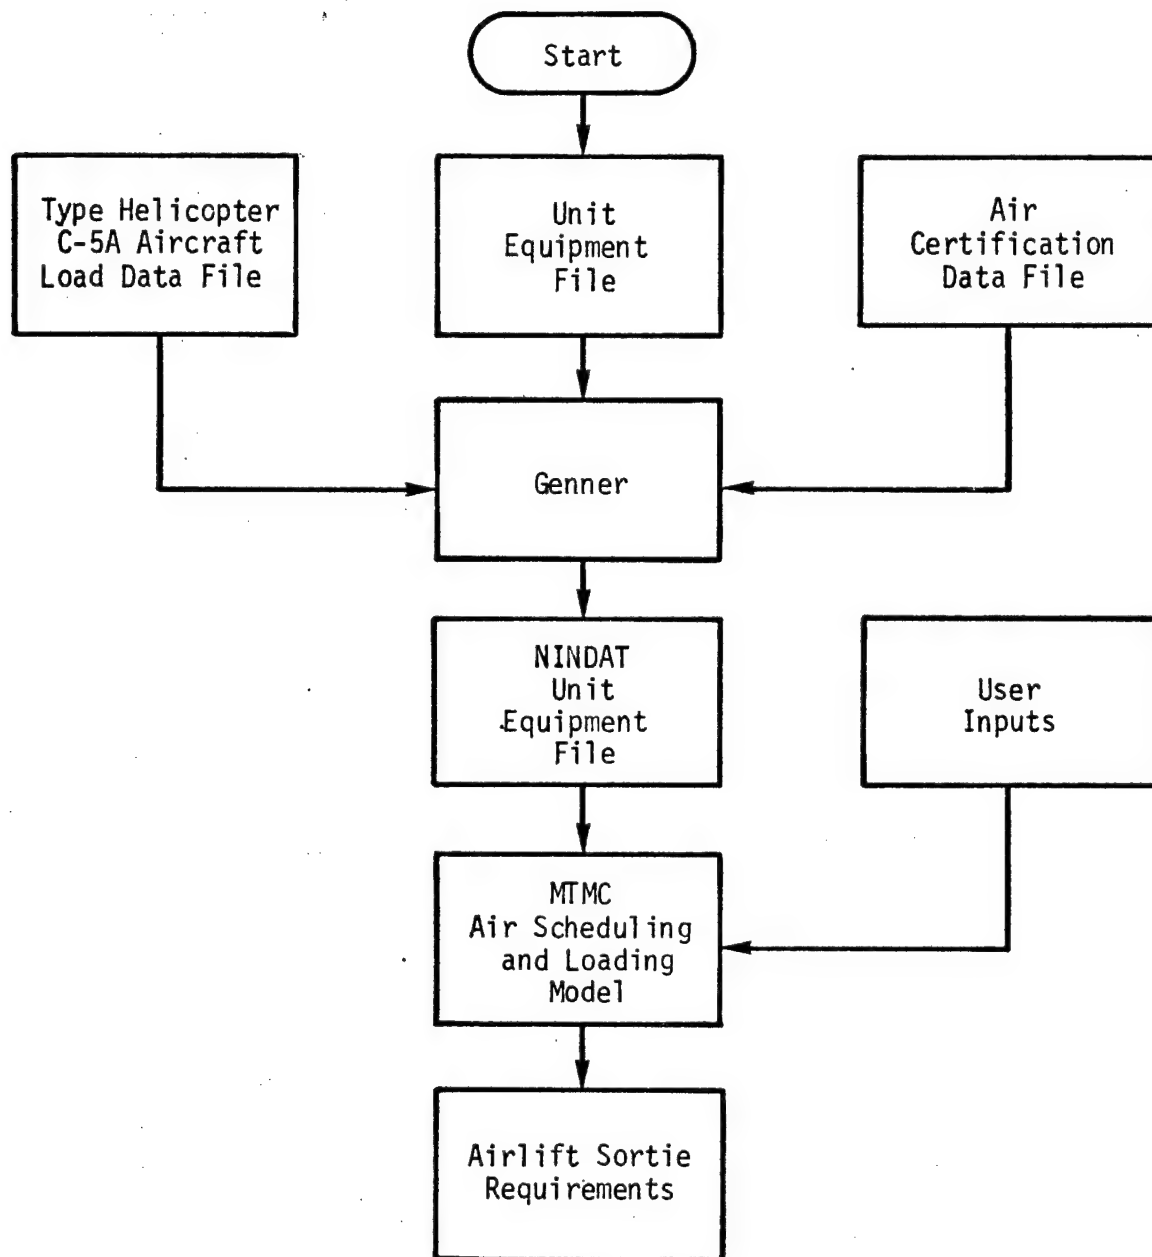 Start
Type Helicopter
C-5A Aircraft
Load Data File
Unit
Equipment
File
Air
Certification
Data File
Genner
NINDAT
Unit
Equipment
File
User
Inputs
MTMC
Air Scheduling
and Loading
Model
Airlift Sortie
Requirements